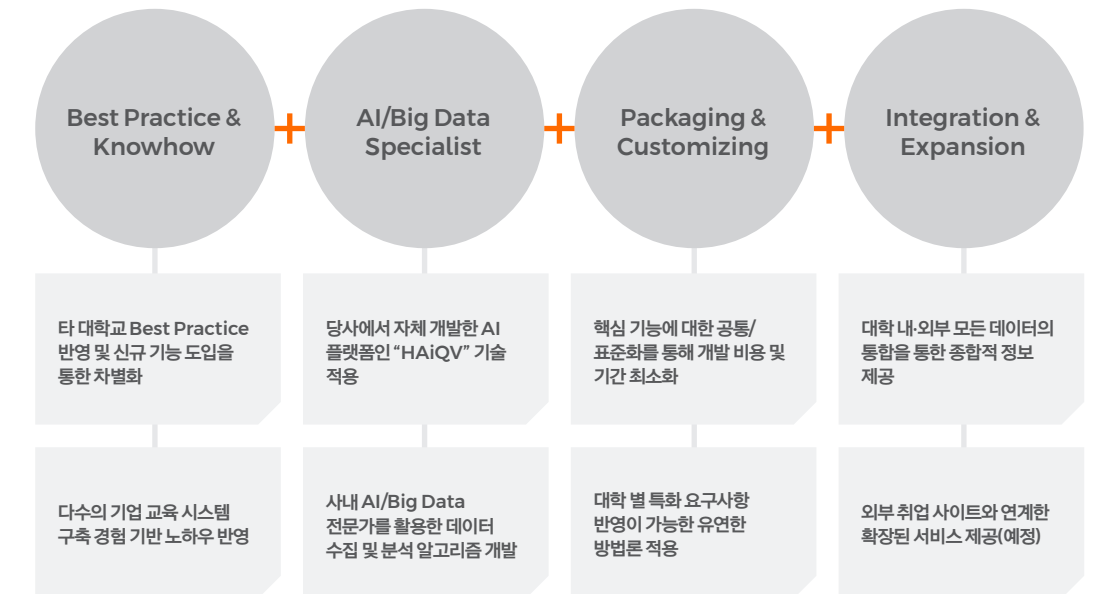 Best Practice &
Knowhow
AI/Big Data
Specialist
Packaging &
Customizing
Integration &
Expansion
타 대학교 Best Practice
반영 및 신규 기능 도입을
통한 차별화
당사에서 자체 개발한 AI
플랫폼인 “HAiQV” 기술
적용
핵심 기능에 대한 공통/
표준화를 통해 개발 비용 및
기간 최소화
대학 내·외부 모든 데이터의
통합을 통한 종합적 정보
제공
다수의 기업 교육 시스템
구축 경험 기반 노하우 반영
사내 AI/Big Data
전문가를 활용한 데이터
수집 및 분석 알고리즘 개발
대학 별 특화 요구사항
반영이 가능한 유연한
방법론 적용
외부 취업 사이트와 연계한
확장된 서비스 제공(예정)